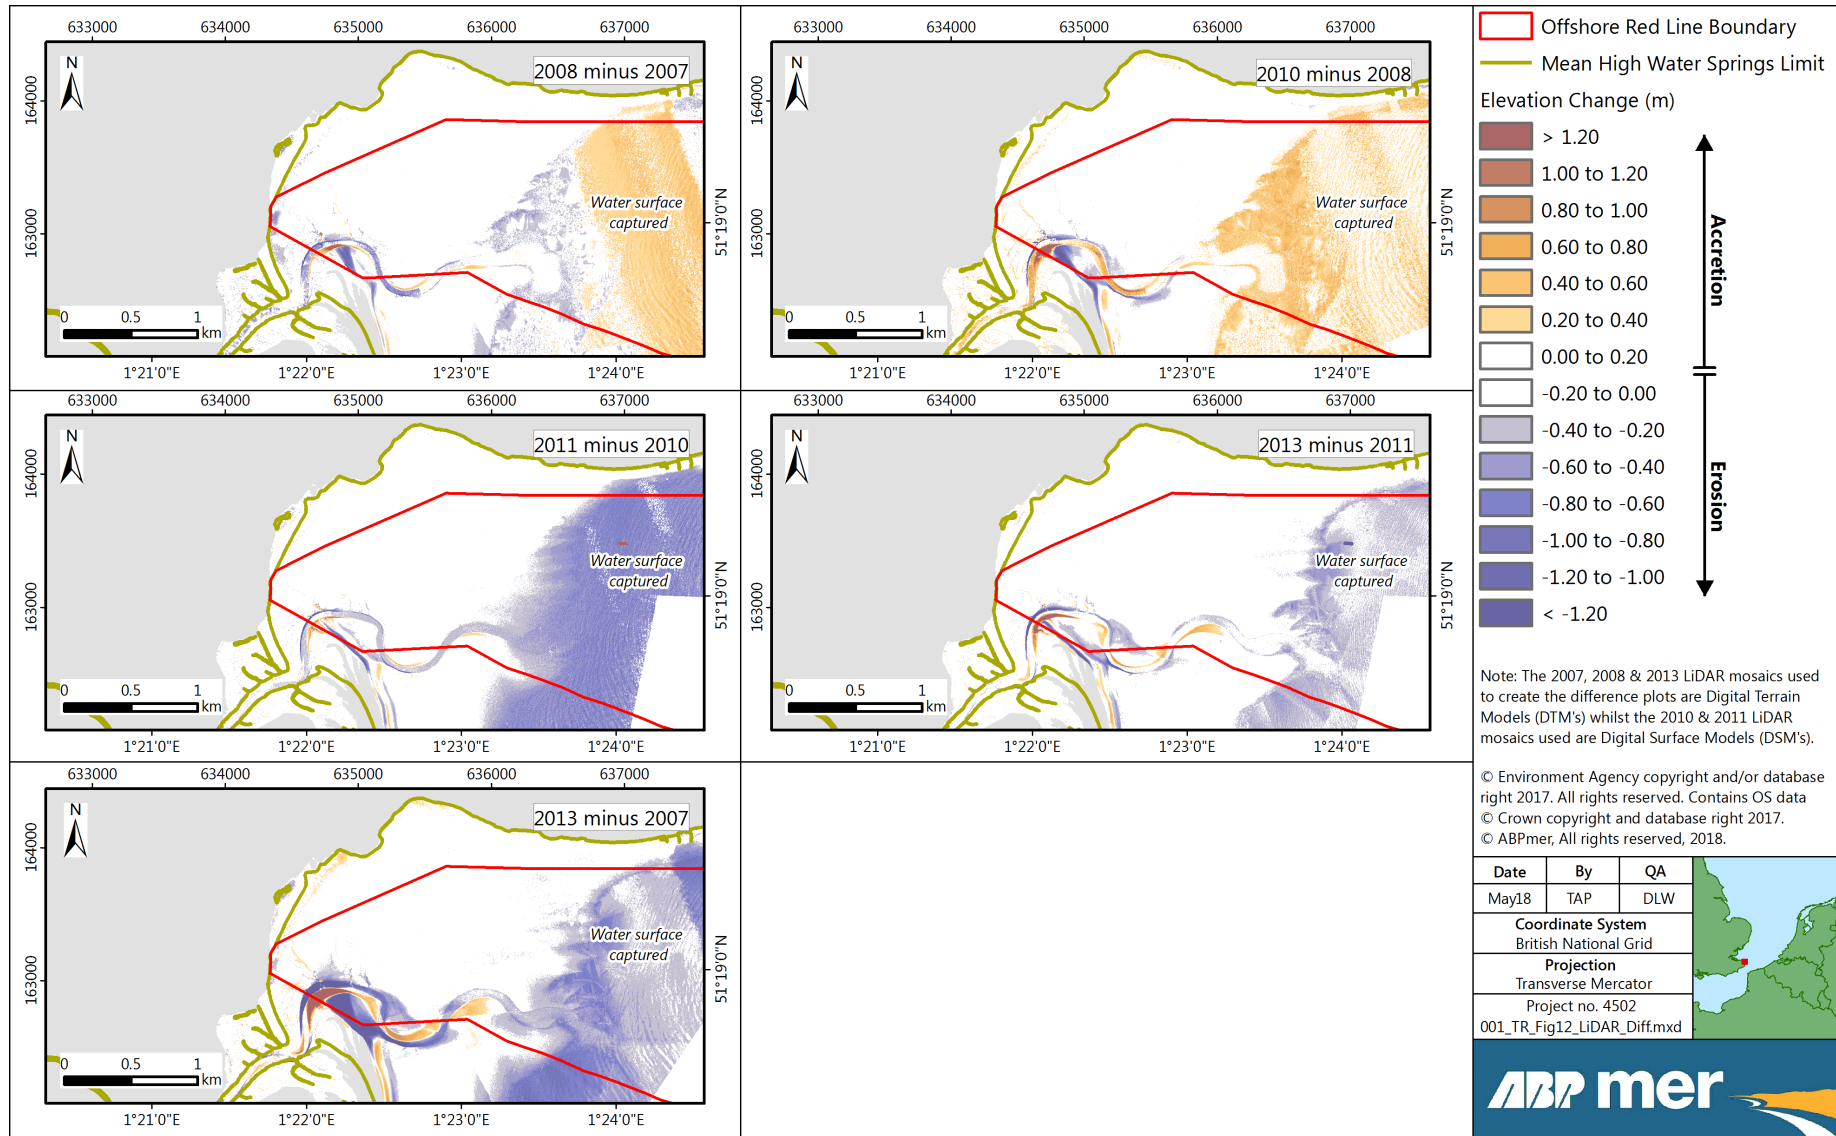 633000 634000 635000 636000 637000
N
2008 minus 2007
164000
163000
Water surface
captured
51°19'0"N
0 0.5 1
km
1°21'0"E 1°22'0"E 1°23'0"E 1°24'0"E
633000 634000 635000 636000 637000
N
2010 minus 2008
164000
163000
Water surface
captured
51°19'0"N
0 0.5 1
km
1°21'0"E 1°22'0"E 1°23'0"E 1°24'0"E
633000 634000 635000 636000 637000
N
2011 minus 2010
164000
163000
Water surface
captured
51°19'0"N
0 0.5 1
km
1°21'0"E 1°22'0"E 1°23'0"E 1°24'0"E
633000 634000 635000 636000 637000
N
2013 minus 2011
164000
163000
Water surface
captured
51°19'0"N
0 0.5 1
km
1°21'0"E 1°22'0"E 1°23'0"E 1°24'0"E
633000 634000 635000 636000 637000
N
2013 minus 2007
164000
163000
Water surface
captured
51°19'0"N
0 0.5 1
km
1°21'0"E 1°22'0"E 1°23'0"E 1°24'0"E
Offshore Red Line Boundary
Mean High Water Springs Limit
Elevation Change (m)
> 1.20
1.00 to 1.20
0.80 to 1.00
0.60 to 0.80
0.40 to 0.60
0.20 to 0.40
0.00 to 0.20
-0.20 to 0.00
-0.40 to -0.20
-0.60 to -0.40
-0.80 to -0.60
-1.00 to -0.80
-1.20 to -1.00
< -1.20
Accretion
Erosion
Note: The 2007, 2008 & 2013 LiDAR mosaics used
to create the difference plots are Digital Terrain
Models (DTM's) whilst the 2010 & 2011 LiDAR
mosaics used are Digital Surface Models (DSM's).
© Environment Agency copyright and/or database
right 2017. All rights reserved. Contains OS data
© Crown copyright and database right 2017.
© ABPmer, All rights reserved, 2018.
Date By QA
May18 TAP DLW
Coordinate System
British National Grid
Projection
Transverse Mercator
Project no. 4502
001_TR_Fig12_LiDAR_Diff.mxd
ABP mer